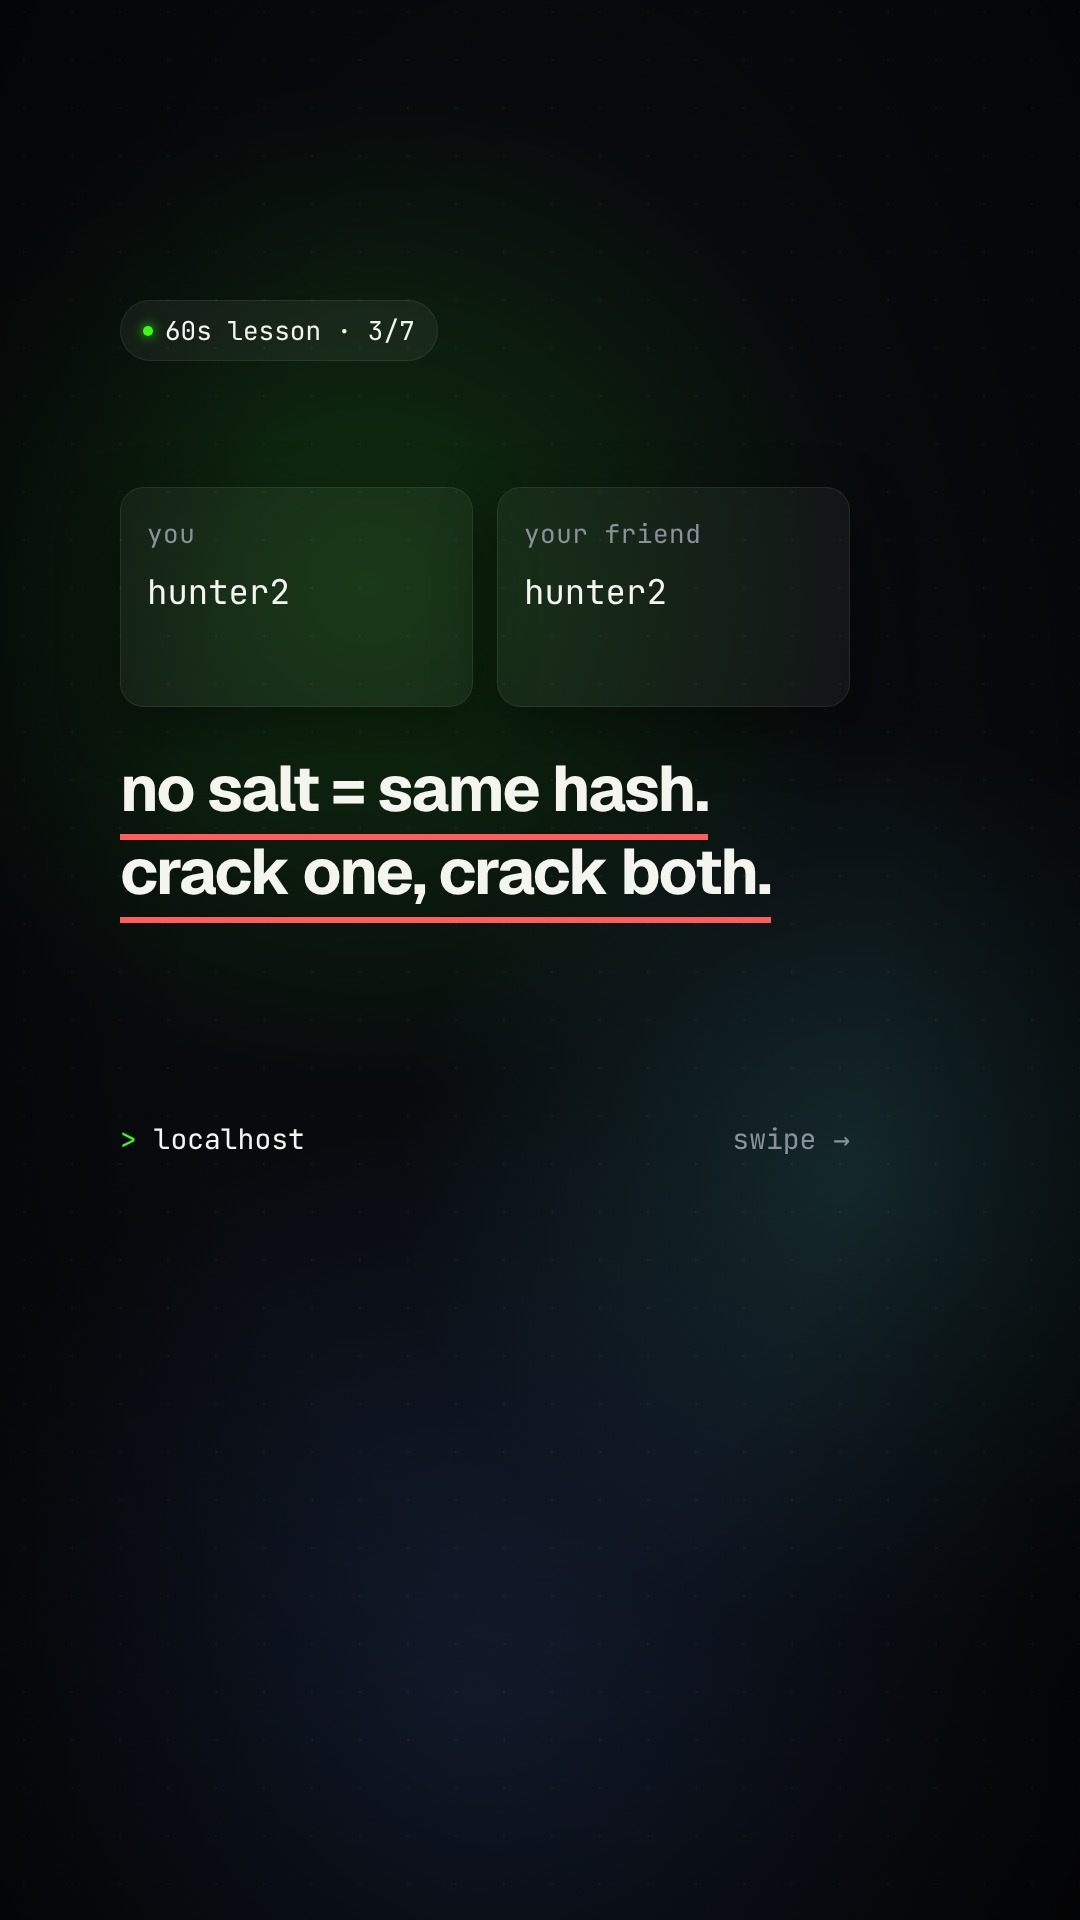 60s lesson · 3/7
you
hunter2
your friend
hunter2
no salt = same hash.
crack one, crack both.
> localhost
swipe →